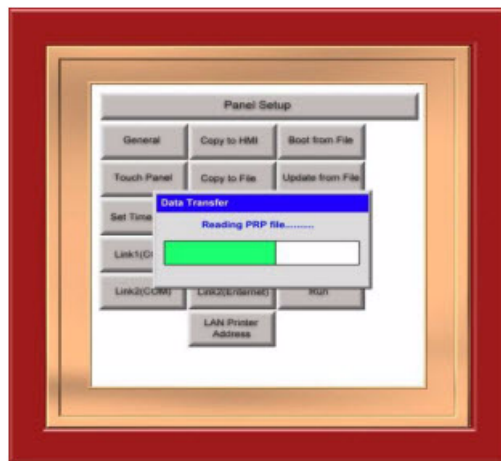 Panel Setup
General
Copy to HMI
Boot from File
Touch Panel
Copy to File
Update from File
Set Time
Data Transfer
Reading PRP file.........
Link1(C
Link2(COM)
Link2(Ethernet)
Run
LAN Printer
Address